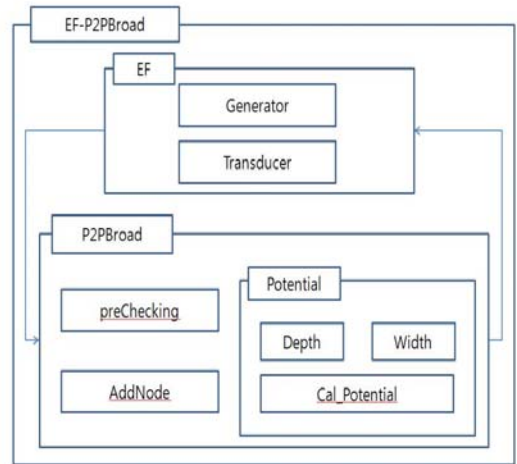 EF-P2PBroad
EF
Generator
Transducer
P2PBroad
preChecking
AddNode
Potential
Depth
Width
Cal_Potential